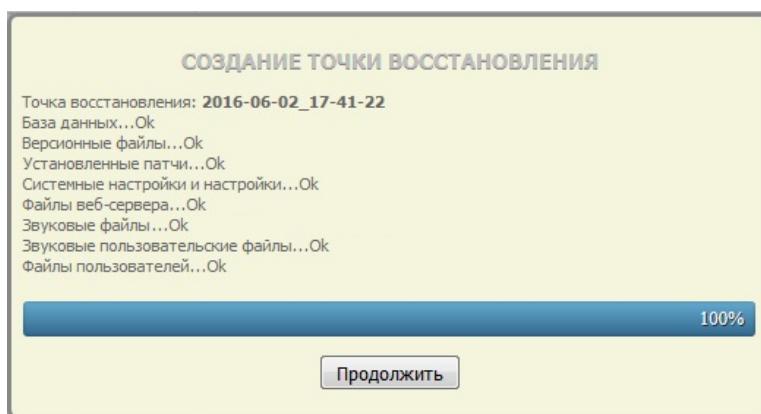 СОЗДАНИЕ ТОЧКИ ВОССТАНОВЛЕНИЯ
Точка восстановления: 2016-06-02_17-41-22
База данных...Ok
Версионные файлы...Ok
Установленные патчи...Ok
Системные настройки и настройки...Ok
Файлы веб-сервера...Ok
Звуковые файлы...Ok
Звуковые пользовательские файлы...Ok
Файлы пользователей...Ok
100%
Продолжить